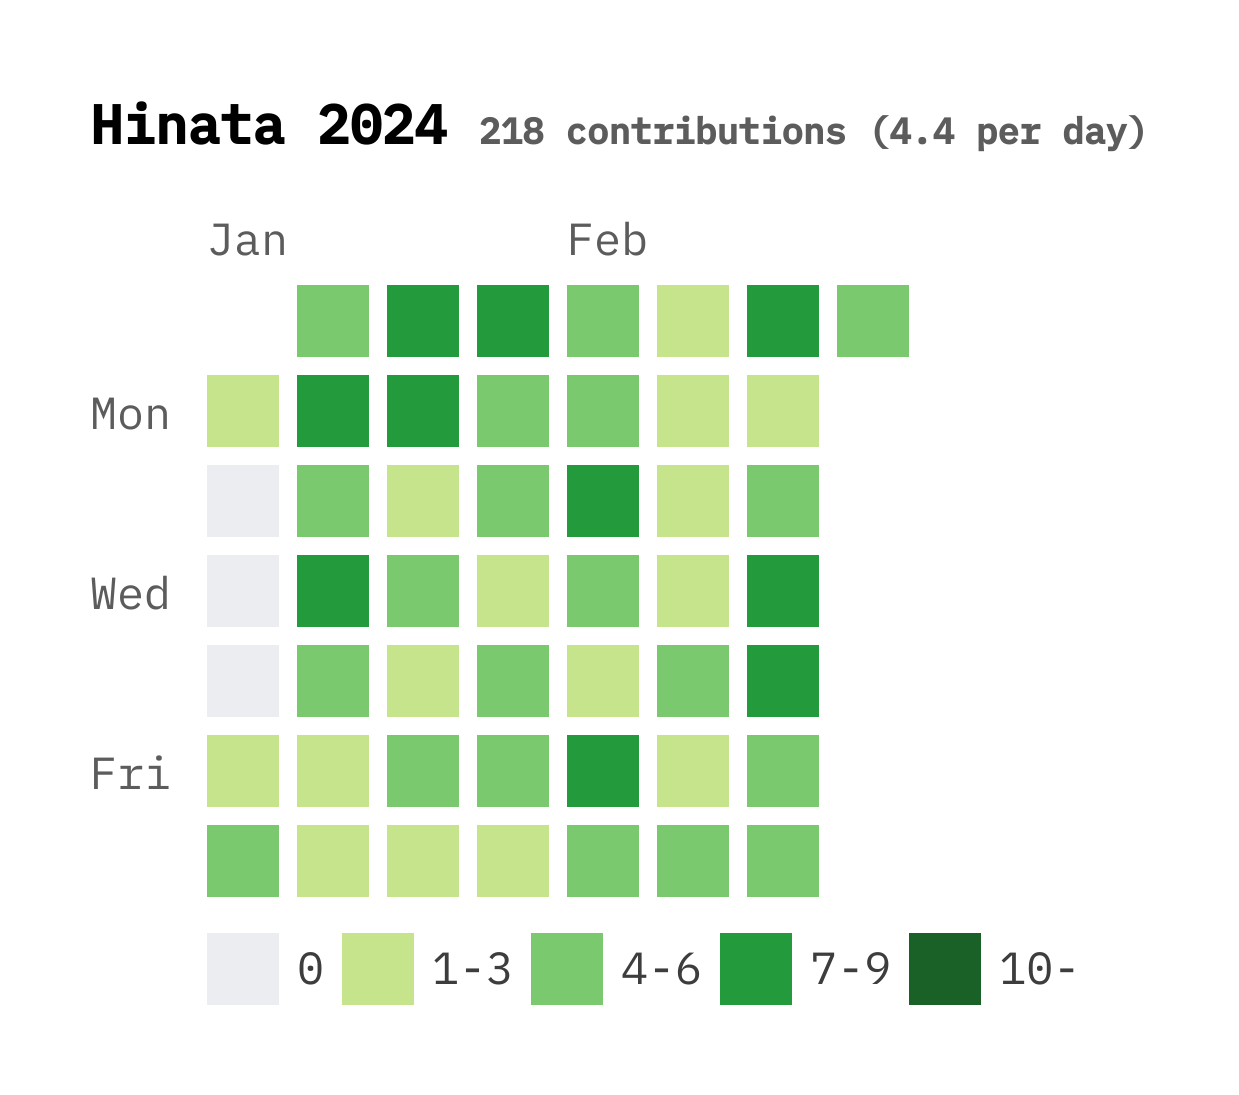 Hinata 2024 218 contributions (4.4 per day)
Jan Feb
Mon
Wed
Fri
0 1-3 4-6 7-9 10-